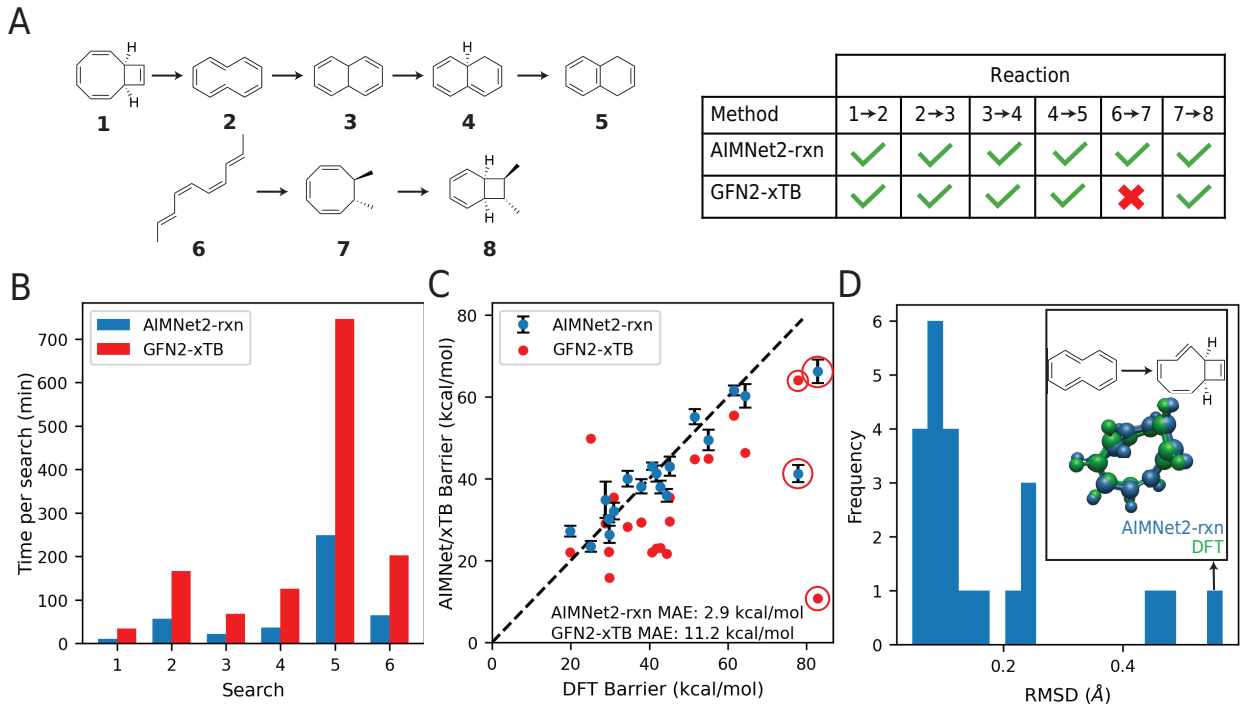 A
H
H
1
2
3
H
4
5
6
7
H
H
8
Reaction
Method
1→2
2→3
3→4
4→5
6→7
7→8
AIMNet2-rxn
GFN2-xTB
B
AIMNet2-rxn
GFN2-xTB
Time per search (min)
700
600
500
400
300
200
100
0
1
2
3
4
5
6
Search
C
AIMNet2-rxn
GFN2-xTB
AIMNet/xTB Barrier (kcal/mol)
80
60
40
20
0
AIMNet2-rxn MAE: 2.9 kcal/mol
GFN2-xTB MAE: 11.2 kcal/mol
0
20
40
60
80
DFT Barrier (kcal/mol)
D
Frequency
6
5
4
3
2
1
0
H
H
AIMNet2-rxn
DFT
0.2
0.4
RMSD (Å)